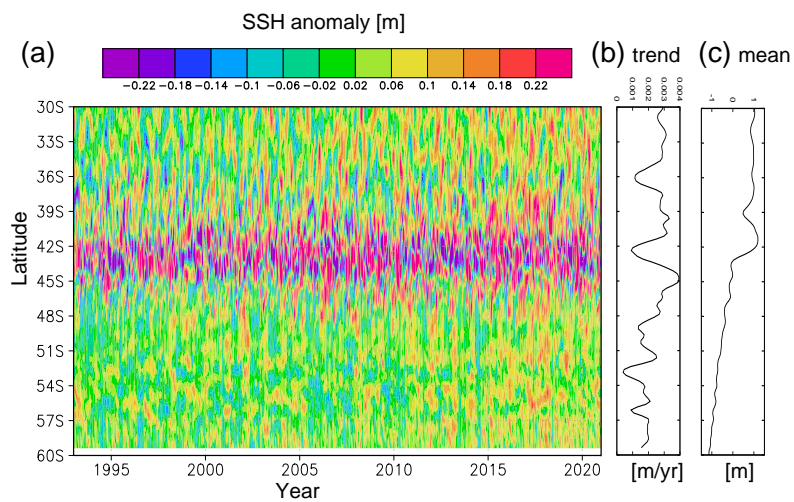 SSH anomaly [m]
(a)
(b) trend
(c) mean
−0.22 −0.18 −0.14 −0.1 −0.06 −0.02 0.02 0.06 0.1 0.14 0.18 0.22
0 0.001 0.002 0.003 0.004
−1 0 1
30S
33S
36S
39S
42S
45S
48S
51S
54S
57S
60S
Latitude
1995 2000 2005 2010 2015 2020
Year
[m/yr]
[m]